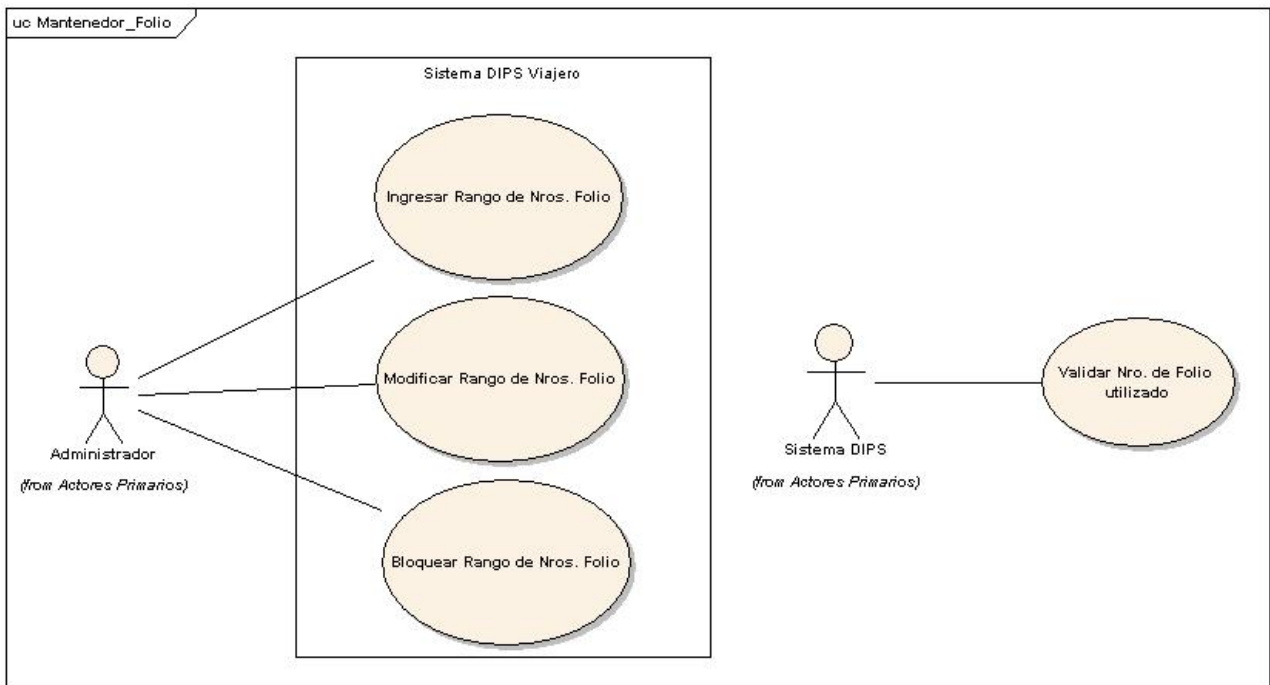 uc Mantenedor_Folio
Sistema DIPS Viajero
Ingresar Rango de Nros. Folio
Modificar Rango de Nros. Folio
Bloquear Rango de Nros. Folio
Administrador
(from Actores Primarios)
Sistema DIPS
(from Actores Primarios)
Validar Nro. de Folio
utilizado